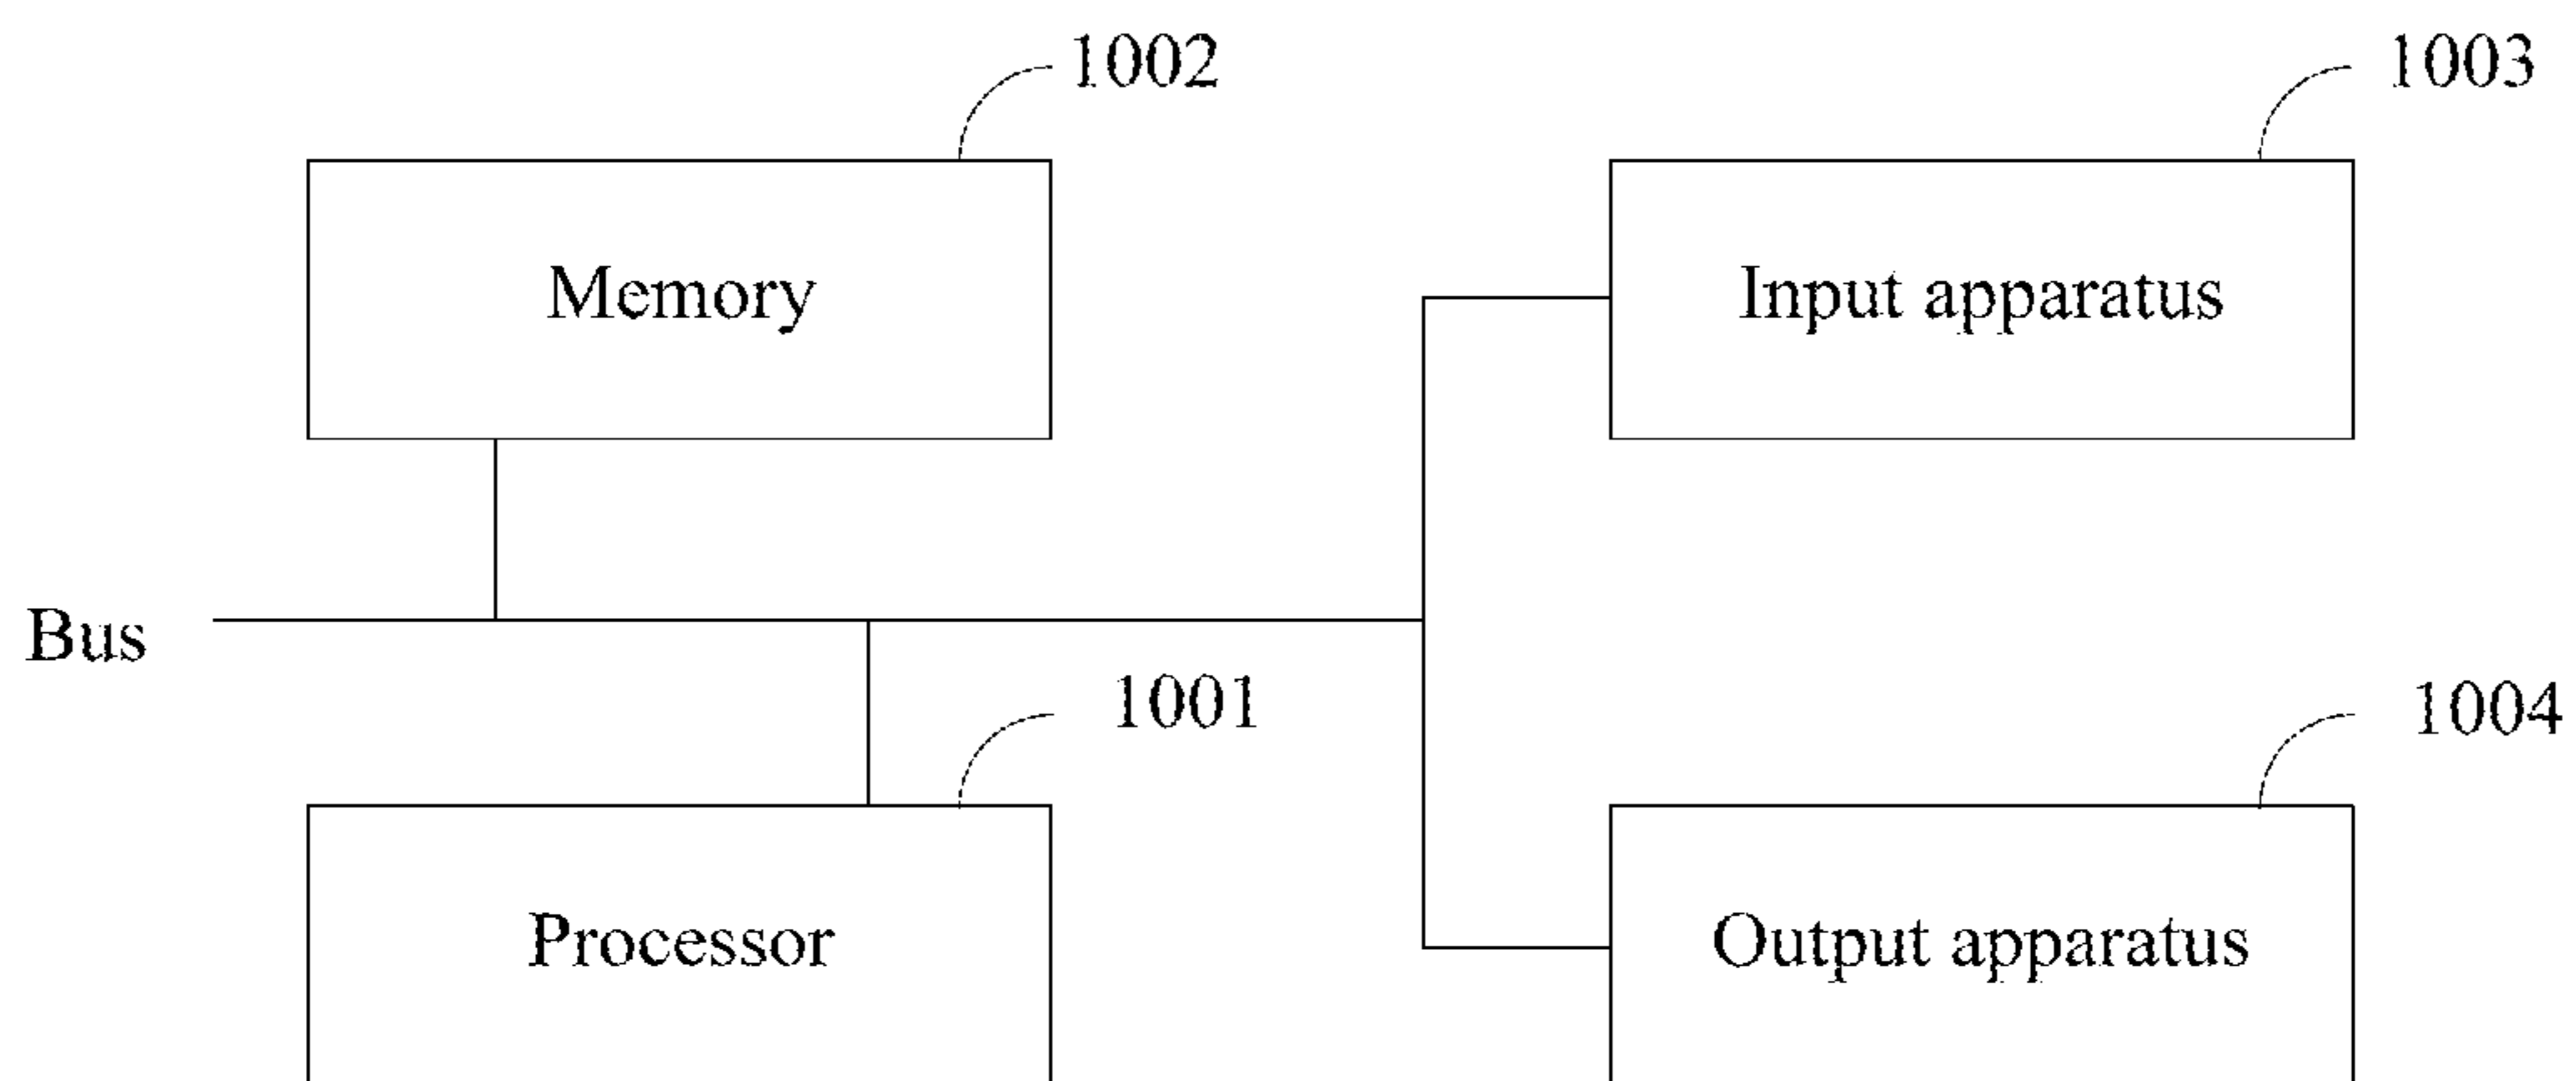 1002
1003
Memory
Input apparatus
Bus
1001
1004
Processor
Output apparatus